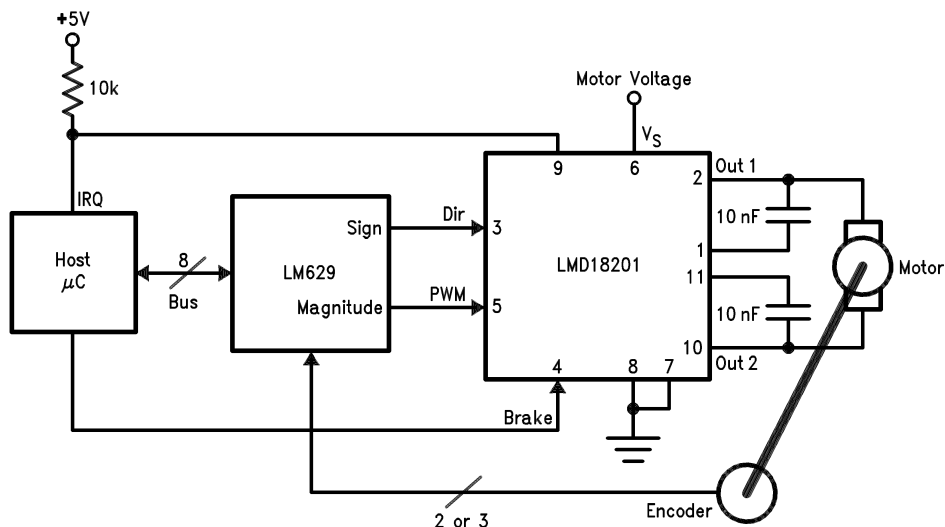 +5V
10k
Motor Voltage
V_S
9
6
2
Out 1
IRQ
Host
μC
8
Bus
LM629
Sign
Magnitude
Dir
PWM
3
5
LMD18201
10 nF
1
11
10 nF
Motor
10
Out 2
4
8
7
Brake
Encoder
2 or 3